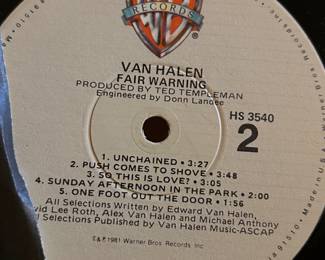 RECORDS
VAN HALEN
FAIR WARNING
PRODUCED BY TED TEMPLEMAN
Engineered by Donn Landee
HS 3540
2
1. UNCHAINED • 3:27
2. PUSH COMES TO SHOVE • 3:48
3. SO THIS IS LOVE? • 3:05
4. SUNDAY AFTERNOON IN THE PARK • 2:00
5. ONE FOOT OUT THE DOOR • 1:56
All Selections Written by Edward Van Halen,
vid Lee Roth, Alex Van Halen and Michael Anthony
Selections Published by Van Halen Music-ASCAP
℗&© 1981 Warner Bros. Records Inc.
Made in U.S.
91510